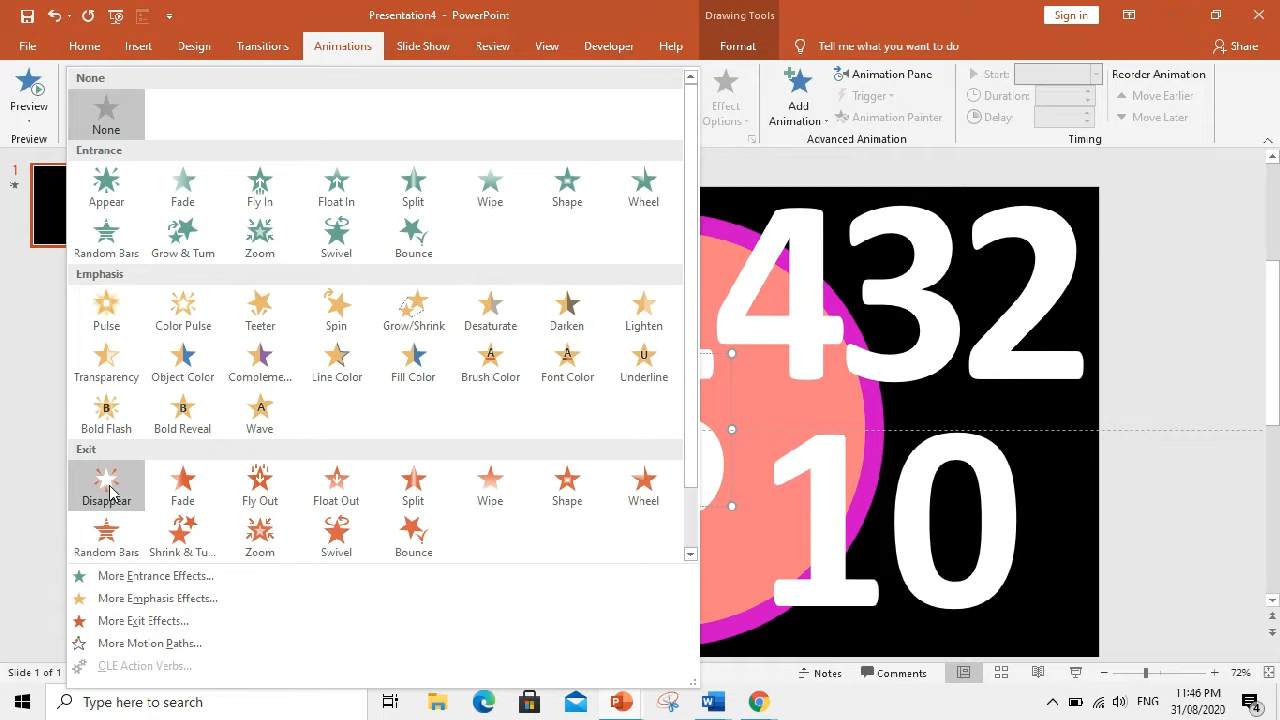 Presentation4 - PowerPoint
Drawing Tools
Sign in
File Home Insert Design Transitions Animations Slide Show Review View Developer Help Format Tell me what you want to do Share
Preview
Preview
None
None
Entrance
Appear Fade Fly In Float In Split Wipe Shape Wheel
Random Bars Grow & Turn Zoom Swivel Bounce
Emphasis
Pulse Color Pulse Teeter Spin Grow/Shrink Desaturate Darken Lighten
Transparency Object Color Compleme... Line Color Fill Color Brush Color Font Color Underline
Bold Flash Bold Reveal Wave
Exit
Disappear Fade Fly Out Float Out Split Wipe Shape Wheel
Random Bars Shrink & Tu... Zoom Swivel Bounce
More Entrance Effects...
More Emphasis Effects...
More Exit Effects...
More Motion Paths...
OLE Action Verbs...
Effect Options
Add Animation
Animation Pane
Trigger
Animation Painter
Advanced Animation
Start:
Duration:
Delay:
Timing
Reorder Animation
Move Earlier
Move Later
1
432
10
Slide 1 of 1
Notes
Comments
72%
Type here to search
ENG
11:46 PM
31/08/2020
4